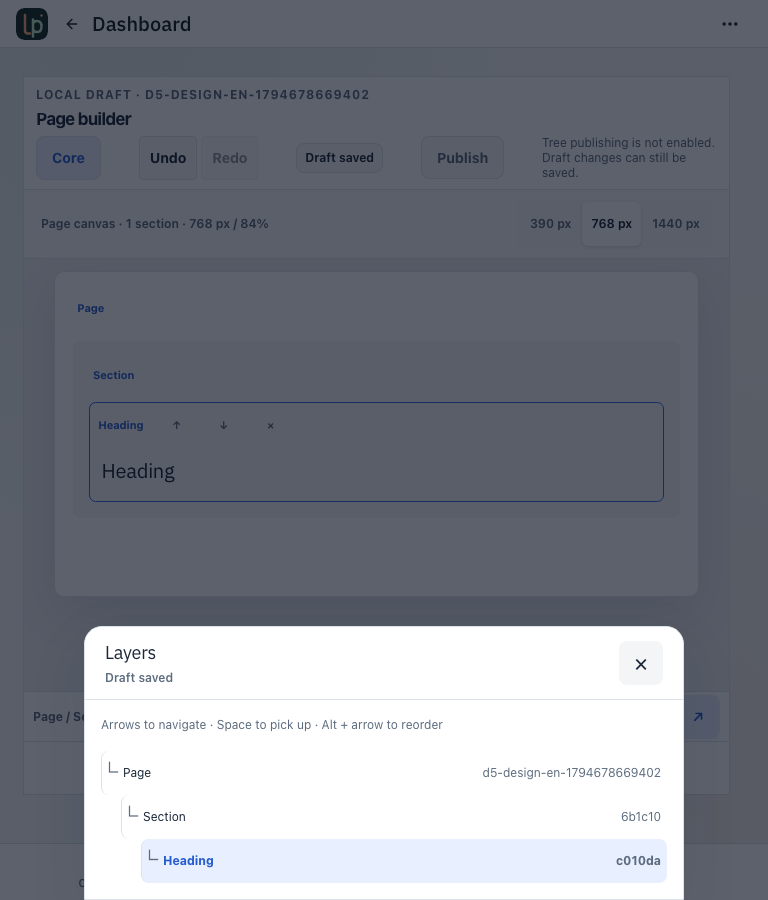 lp
Dashboard
LOCAL DRAFT · D5-DESIGN-EN-1794678669402
Page builder
Core
Undo
Redo
Draft saved
Publish
Tree publishing is not enabled.
Draft changes can still be
saved.
Page canvas · 1 section · 768 px / 84%
390 px
768 px
1440 px
Page
Section
Heading
Heading
Layers
Draft saved
Page / Se
Arrows to navigate · Space to pick up · Alt + arrow to reorder
Page
d5-design-en-1794678669402
Section
6b1c10
Heading
c010da